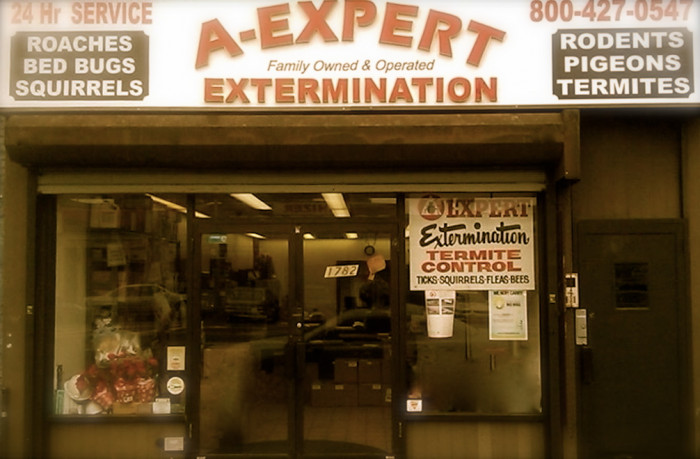 24 Hr SERVICE
ROACHES
BED BUGS
SQUIRRELS
A-EXPERT
Family Owned & Operated
EXTERMINATION
800-427-0547
RODENTS
PIGEONS
TERMITES
1782
EXPERT
Extermination
TERMITE
CONTROL
TICKS·SQUIRRELS·FLEAS·BEES